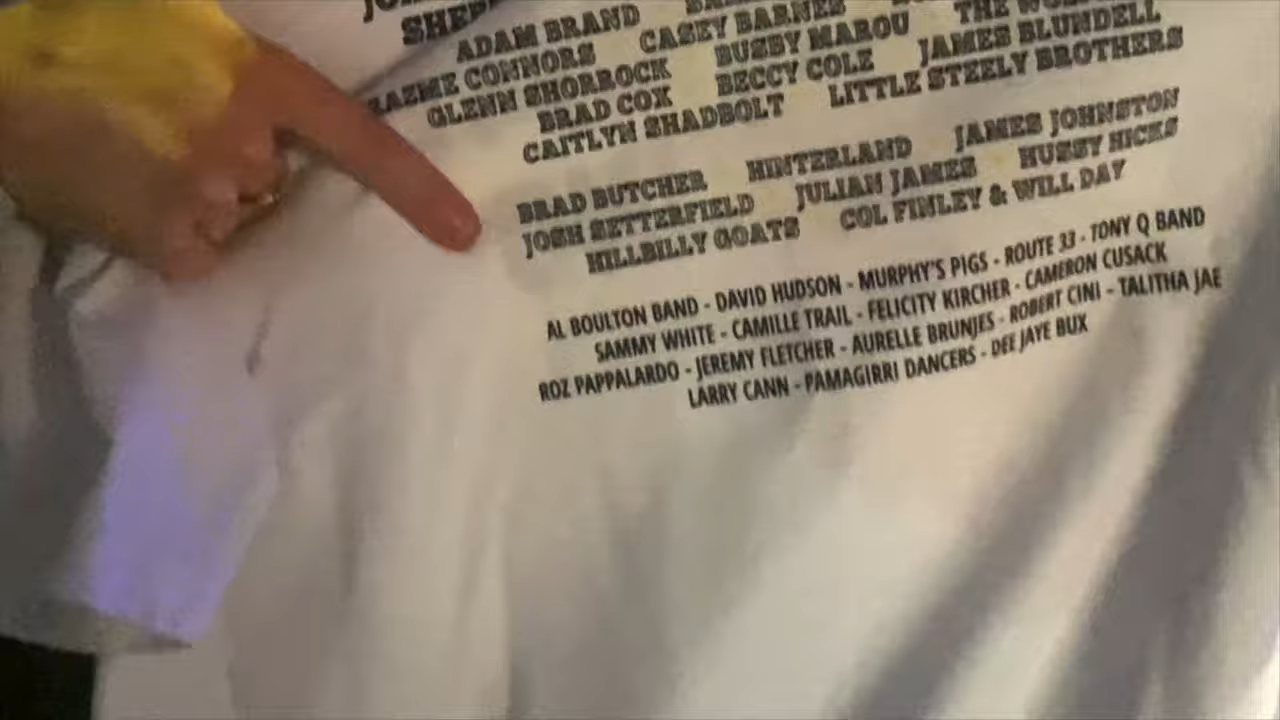 ADAM BRAND CASEY BARNES THE
CONNORS BUSBY MAROU JAMES BLUNDELL
GLENN SHORROCK BECCY COLE LITTLE STEELY BROTHERS
BRAD COX
CAITLYN SHADBOLT
BRAD BUTCHER HINTERLAND JAMES JOHNSTON
JOSH SETTERFIELD JULIAN JAMES HUSSY HICKS
HILLBILLY GOATS COL FINLEY & WILL DAY
AL BOULTON BAND - DAVID HUDSON - MURPHY'S PIGS - ROUTE 33 - TONY Q BAND
SAMMY WHITE - CAMILLE TRAIL - FELICITY KIRCHER - CAMERON CUSACK
ROZ PAPPALARDO - JEREMY FLETCHER - AURELLE BRUNJES - ROBERT CINI - TALITHA JAE
LARRY CANN - PAMAGIRRI DANCERS - DEE JAYE BUX